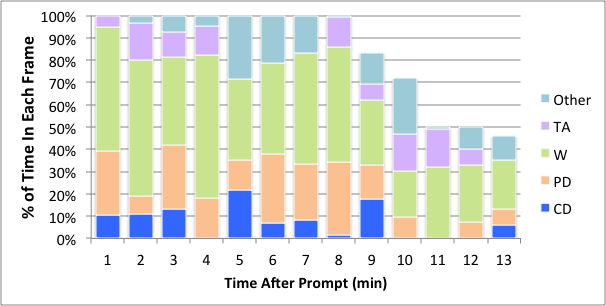 % of Time In Each Frame
100%
90%
80%
70%
60%
50%
40%
30%
20%
10%
0%
1 2 3 4 5 6 7 8 9 10 11 12 13
Time After Prompt (min)
Other
TA
W
PD
CD